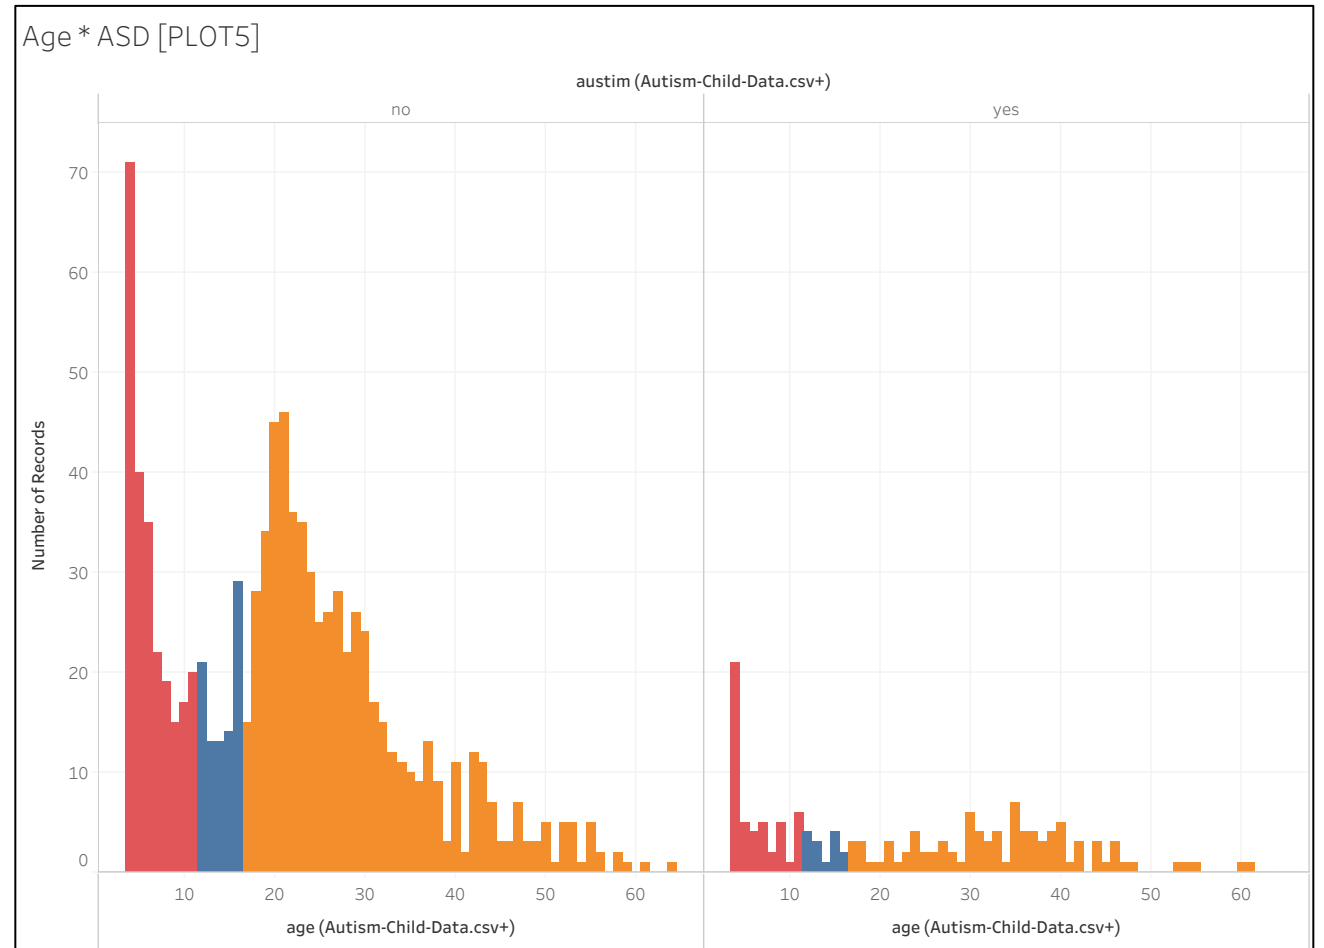 Age * ASD [PLOT5]
austim (Autism-Child-Data.csv+)
no
yes
Number of Records
70
60
50
40
30
20
10
0
10 20 30 40 50 60
10 20 30 40 50 60
age (Autism-Child-Data.csv+)
age (Autism-Child-Data.csv+)